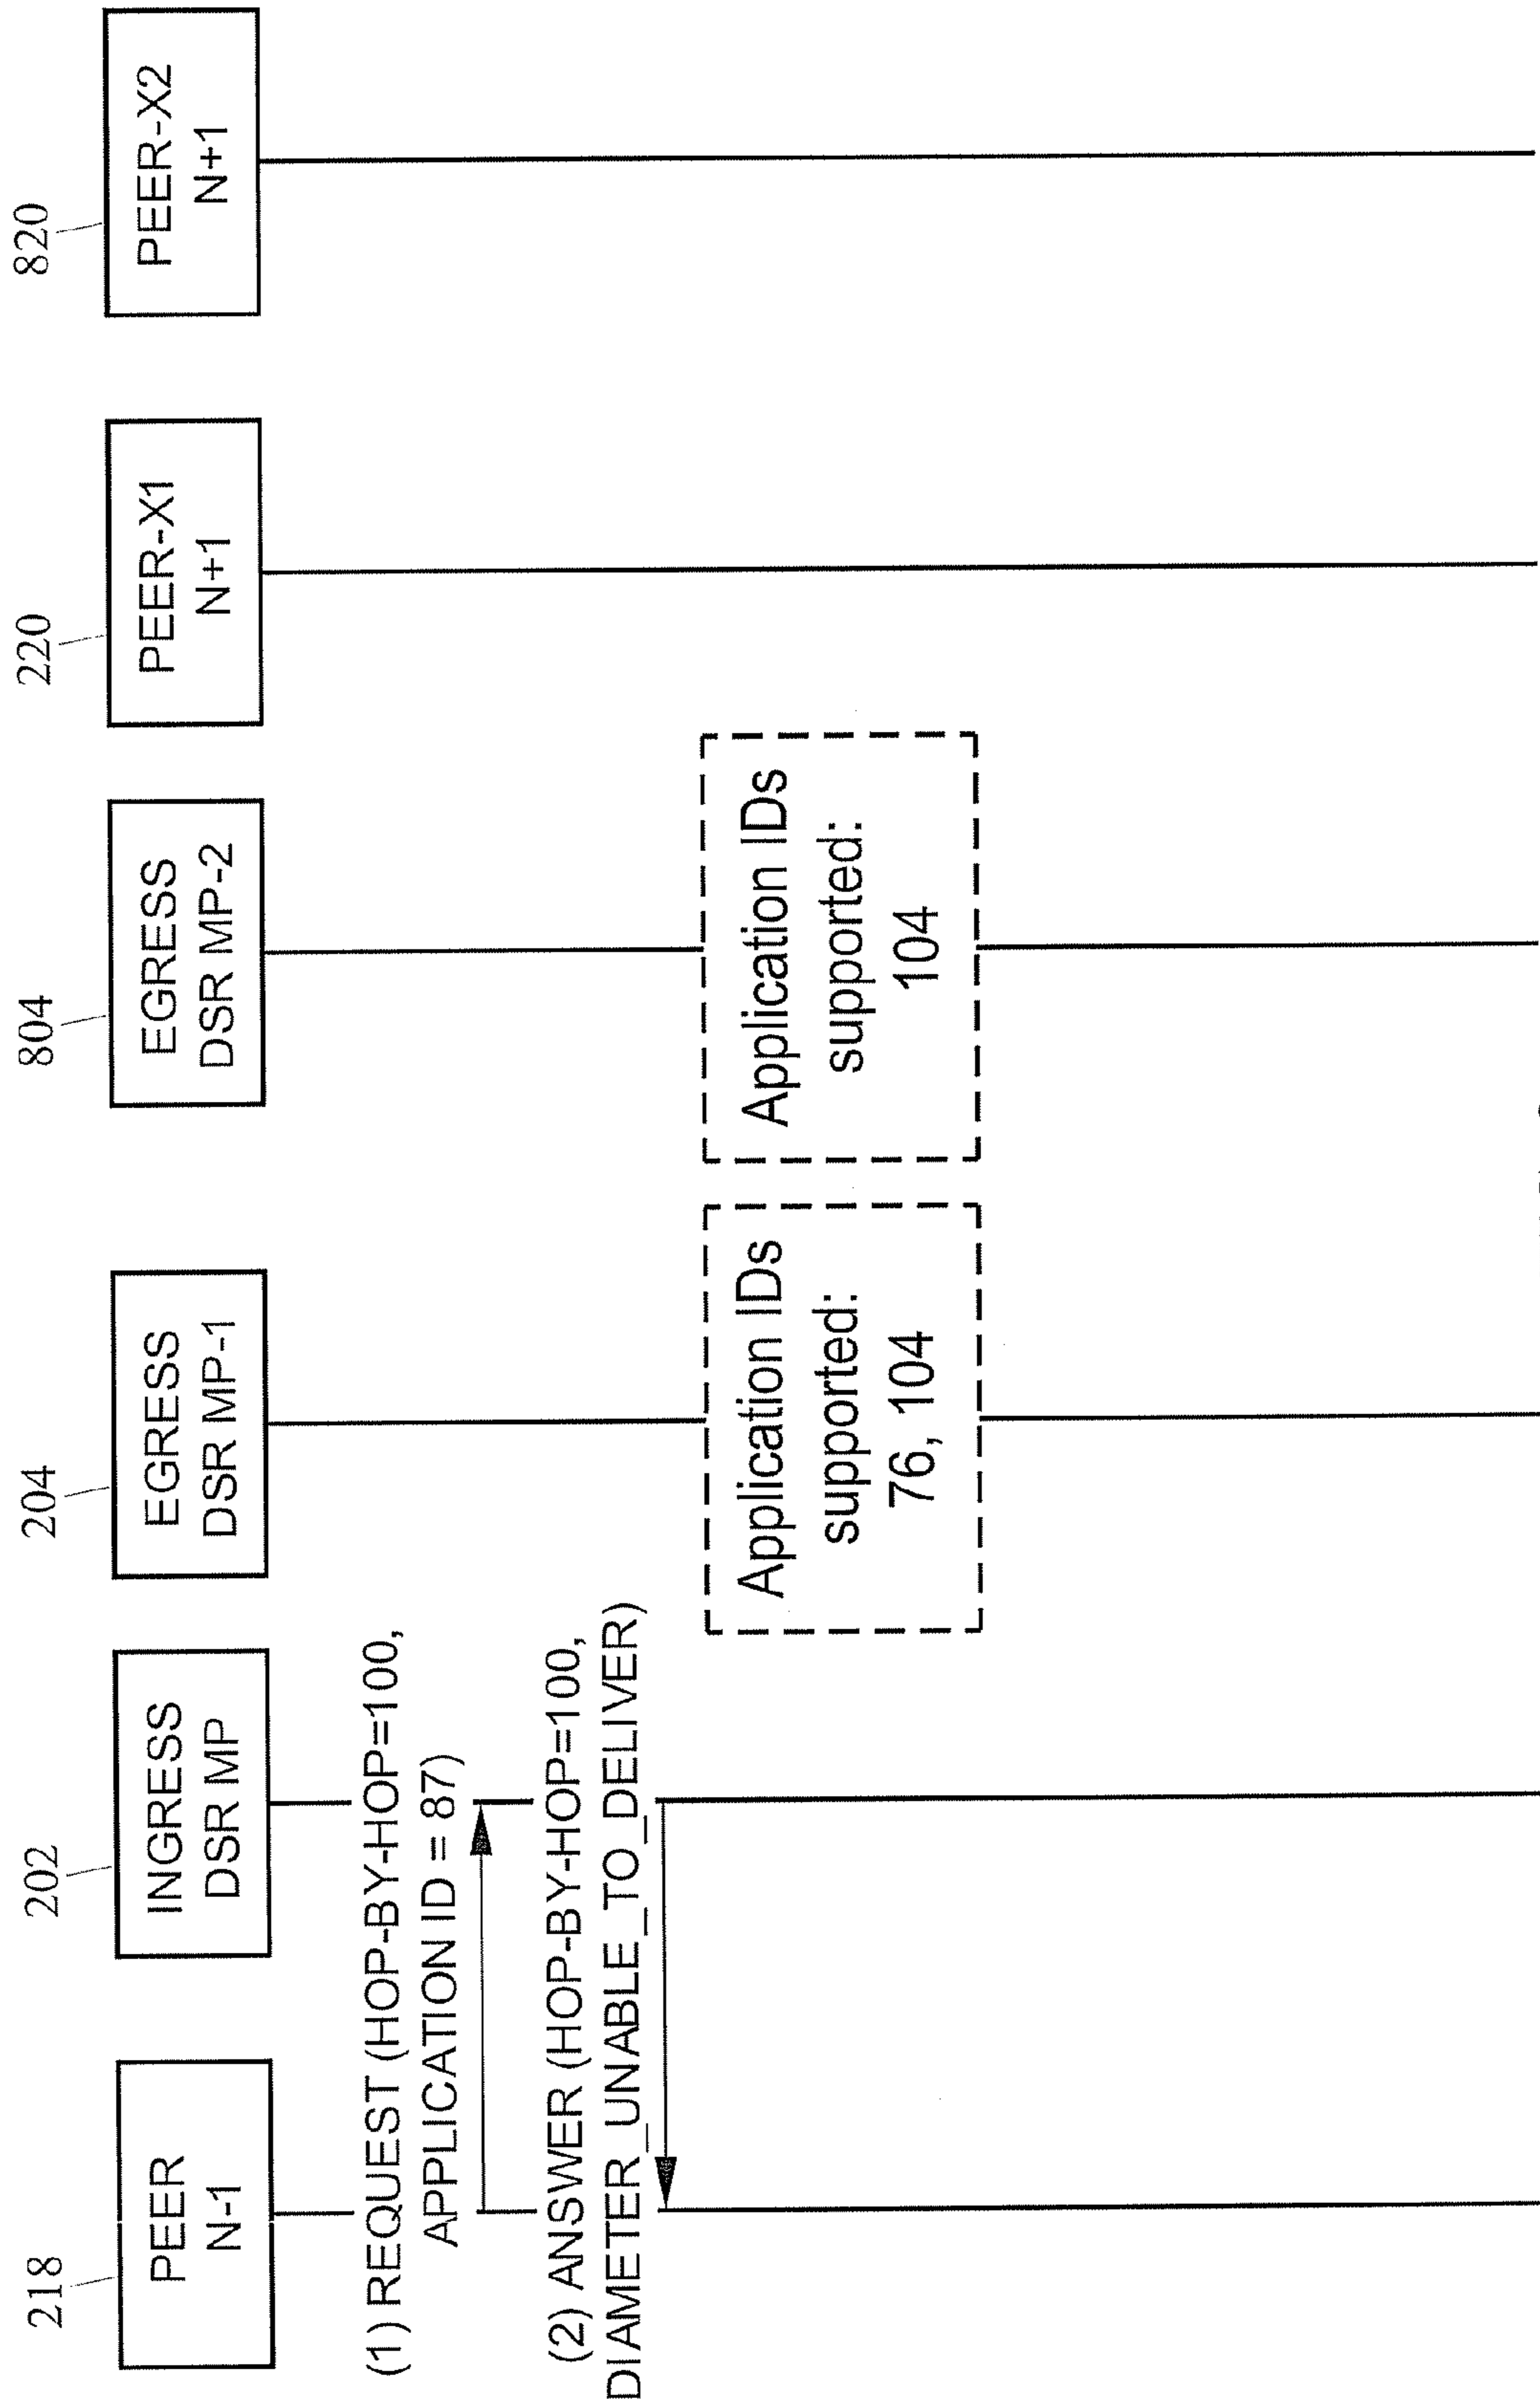 218
PEER
N-1
202
INGRESS
DSR MP
204
EGRESS
DSR MP-1
804
EGRESS
DSR MP-2
220
PEER-X1
N+1
820
PEER-X2
N+1
(1) REQUEST (HOP-BY-HOP=100,
APPLICATION ID = 87)
(2) ANSWER (HOP-BY-HOP=100,
DIAMETER_UNABLE_TO_DELIVER)
Application IDs
supported:
76, 104
Application IDs
supported:
104